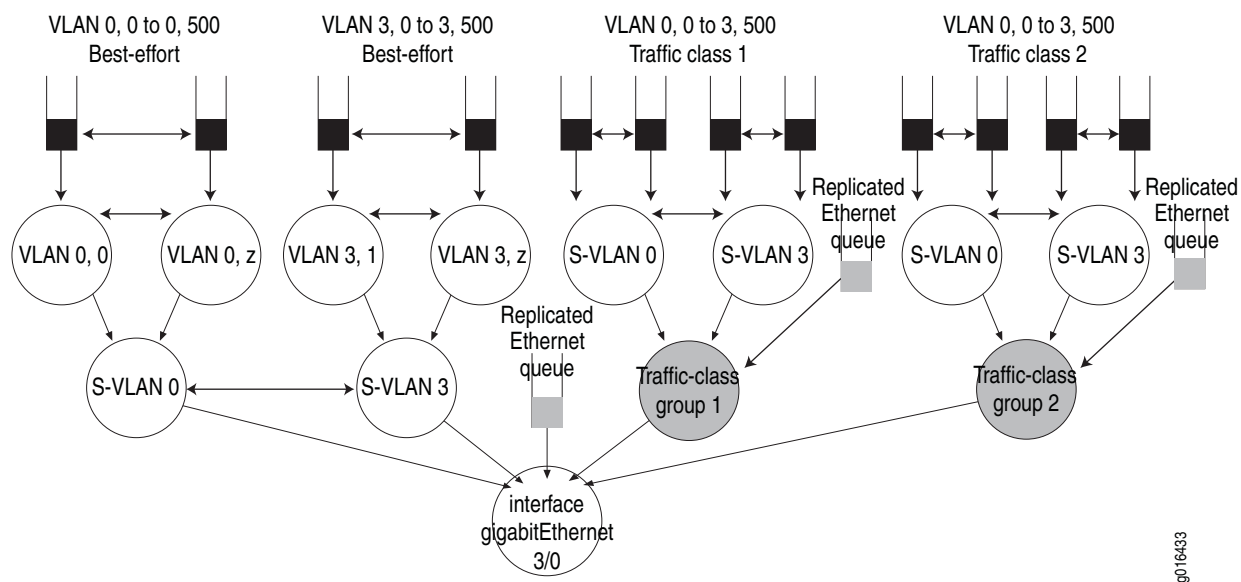 VLAN 0, 0 to 0, 500
Best-effort
VLAN 3, 0 to 3, 500
Best-effort
VLAN 0, 0 to 3, 500
Traffic class 1
VLAN 0, 0 to 3, 500
Traffic class 2
Replicated
Ethernet
queue
Replicated
Ethernet
queue
VLAN 0, 0
VLAN 0, z
VLAN 3, 1
VLAN 3, z
S-VLAN 0
S-VLAN 3
S-VLAN 0
S-VLAN 3
Replicated
Ethernet
queue
S-VLAN 0
S-VLAN 3
Traffic-class
group 1
Traffic-class
group 2
interface
gigabitEthernet
3/0
g016433